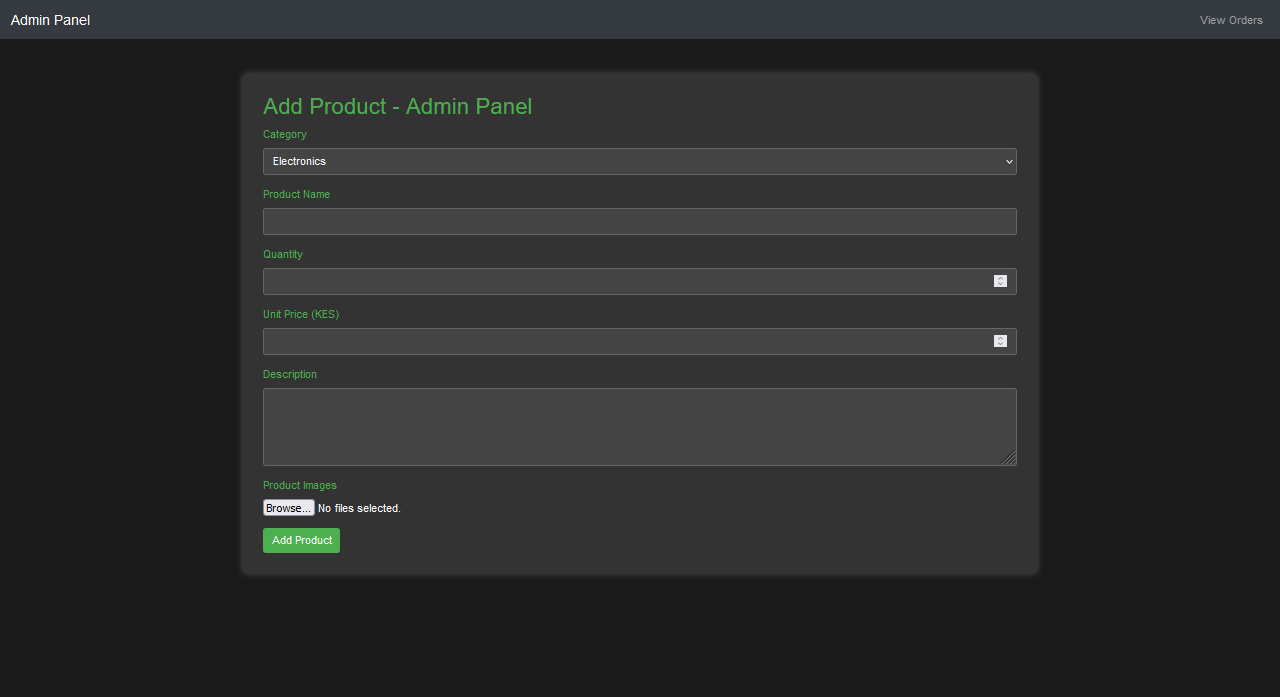 Admin Panel
View Orders
Add Product - Admin Panel
Category
Electronics
Product Name
Quantity
Unit Price (KES)
Description
Product Images
Browse... No files selected.
Add Product